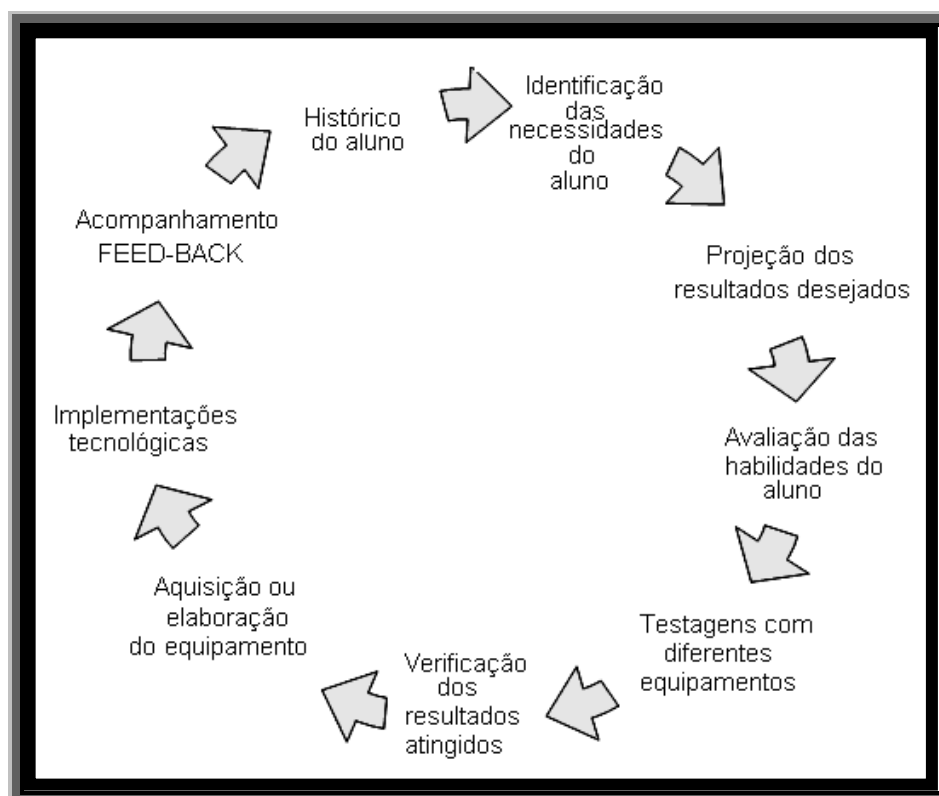 Histórico
do aluno
Identificação
das
necessidades
do
aluno
Projeção dos
resultados desejados
Avaliação das
habilidades do
aluno
Testagens com
diferentes
equipamentos
Verificação
dos
resultados
atingidos
Aquisição ou
elaboração
do equipamento
Implementações
tecnológicas
Acompanhamento
FEED-BACK